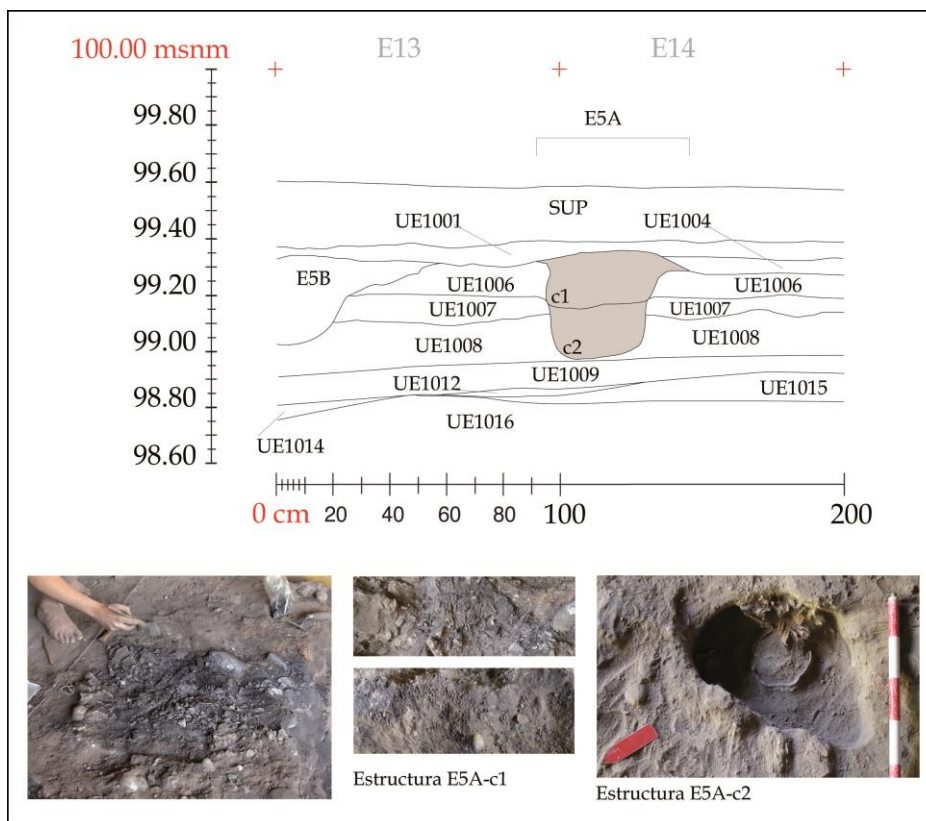 100.00 msnm
E13
E14
99.80
E5A
99.60
SUP
UE1001
UE1004
99.40
E5B
99.20
UE1006
UE1006
c1
UE1007
UE1007
99.00
UE1008
UE1008
c2
UE1009
UE1012
UE1015
98.80
UE1016
UE1014
98.60
0 cm
20
40
60
80
100
200
Estructura E5A-c1
Estructura E5A-c2